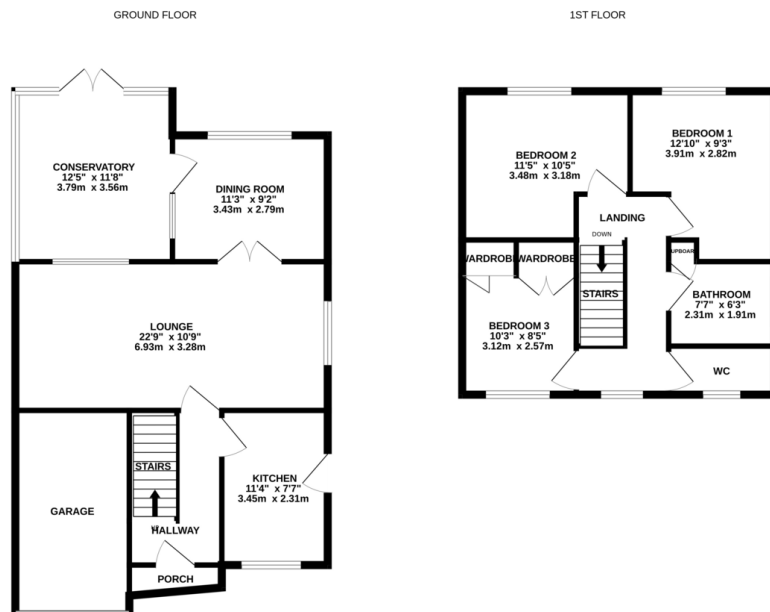 GROUND FLOOR
CONSERVATORY
12'5" x 11'8"
3.79m x 3.56m
DINING ROOM
11'3" x 9'2"
3.43m x 2.79m
LOUNGE
22'9" x 10'9"
6.93m x 3.28m
STAIRS
KITCHEN
11'4" x 7'7"
3.45m x 2.31m
GARAGE
UP
HALLWAY
PORCH
1ST FLOOR
BEDROOM 2
11'5" x 10'5"
3.48m x 3.18m
BEDROOM 1
12'10" x 9'3"
3.91m x 2.82m
LANDING
DOWN
WARDROBE
WARDROBE
UPBOAR
STAIRS
BATHROOM
7'7" x 6'3"
2.31m x 1.91m
BEDROOM 3
10'3" x 8'5"
3.12m x 2.57m
WC